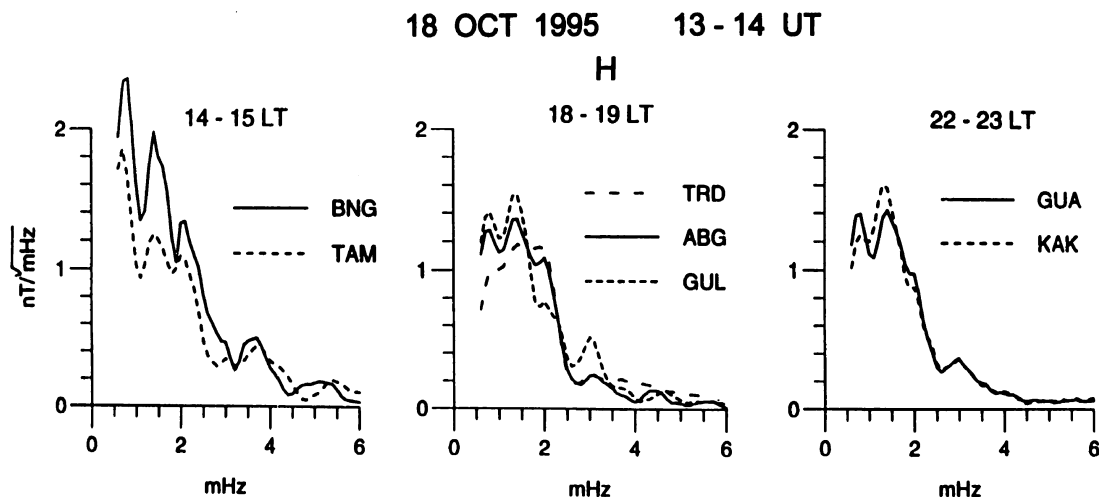 18 OCT 1995 13 - 14 UT
H
14 - 15 LT
18 - 19 LT
22 - 23 LT
nT/√mHz
2
1
0
BNG
TAM
0 2 4 6
mHz
2
1
0
TRD
ABG
GUL
0 2 4 6
mHz
2
1
0
GUA
KAK
0 2 4 6
mHz